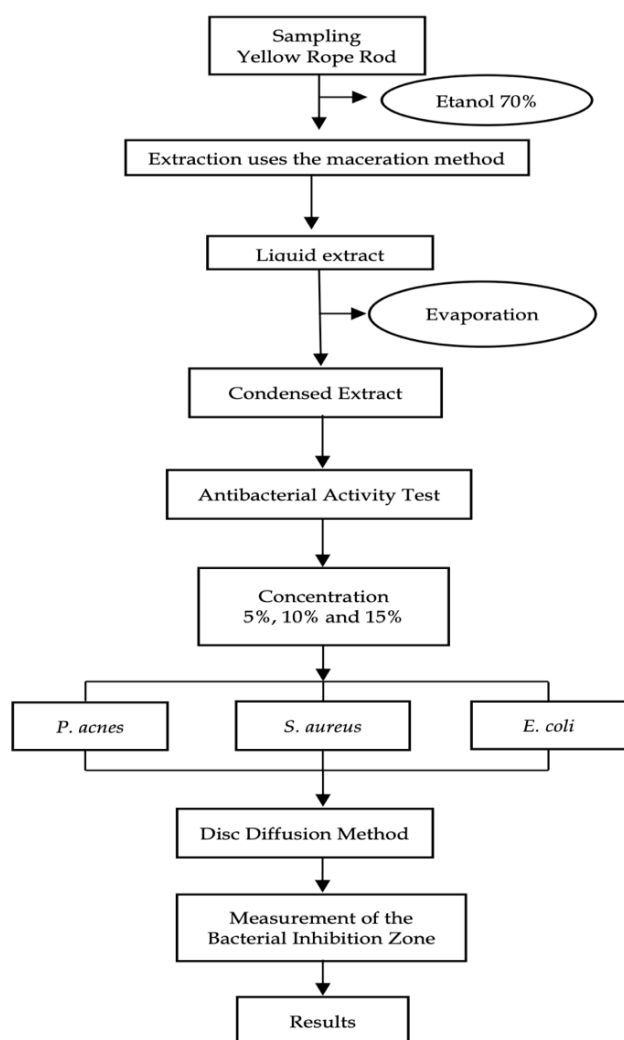 Sampling
Yellow Rope Rod
Etanol 70%
Extraction uses the maceration method
Liquid extract
Evaporation
Condensed Extract
Antibacterial Activity Test
Concentration
5%, 10% and 15%
P. acnes
S. aureus
E. coli
Disc Diffusion Method
Measurement of the
Bacterial Inhibition Zone
Results